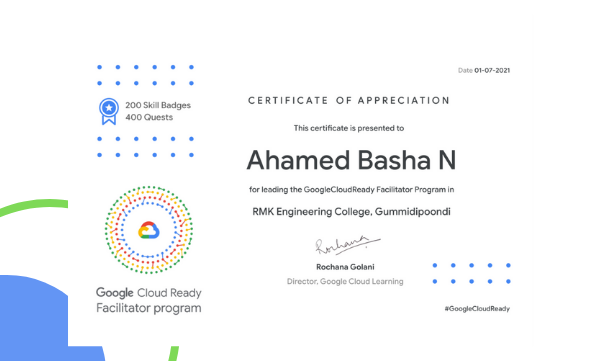 Date 01-07-2021
200 Skill Badges
400 Quests
CERTIFICATE OF APPRECIATION
This certificate is presented to
Ahamed Basha N
for leading the GoogleCloudReady Facilitator Program in
RMK Engineering College, Gummidipoondi
Rochana
Rochana Golani
Director, Google Cloud Learning
Google Cloud Ready
Facilitator program
#GoogleCloudReady